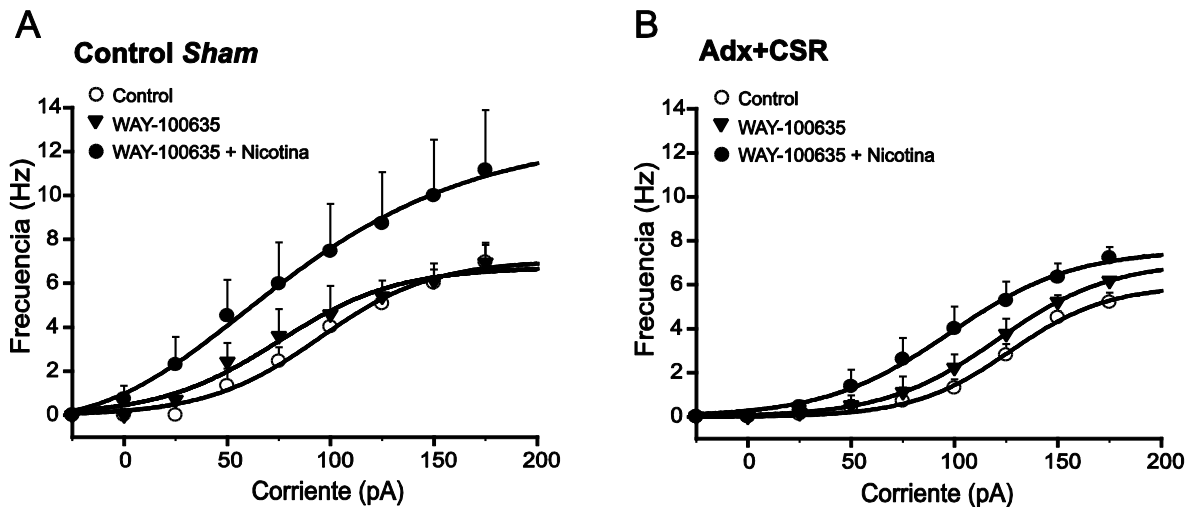 A
Control Sham
Control
WAY-100635
WAY-100635 + Nicotina
14
12
10
8
6
4
2
0
Frecuencia (Hz)
0
50
100
150
200
Corriente (pA)
B
Adx+CSR
Control
WAY-100635
WAY-100635 + Nicotina
14
12
10
8
6
4
2
0
Frecuencia (Hz)
0
50
100
150
200
Corriente (pA)